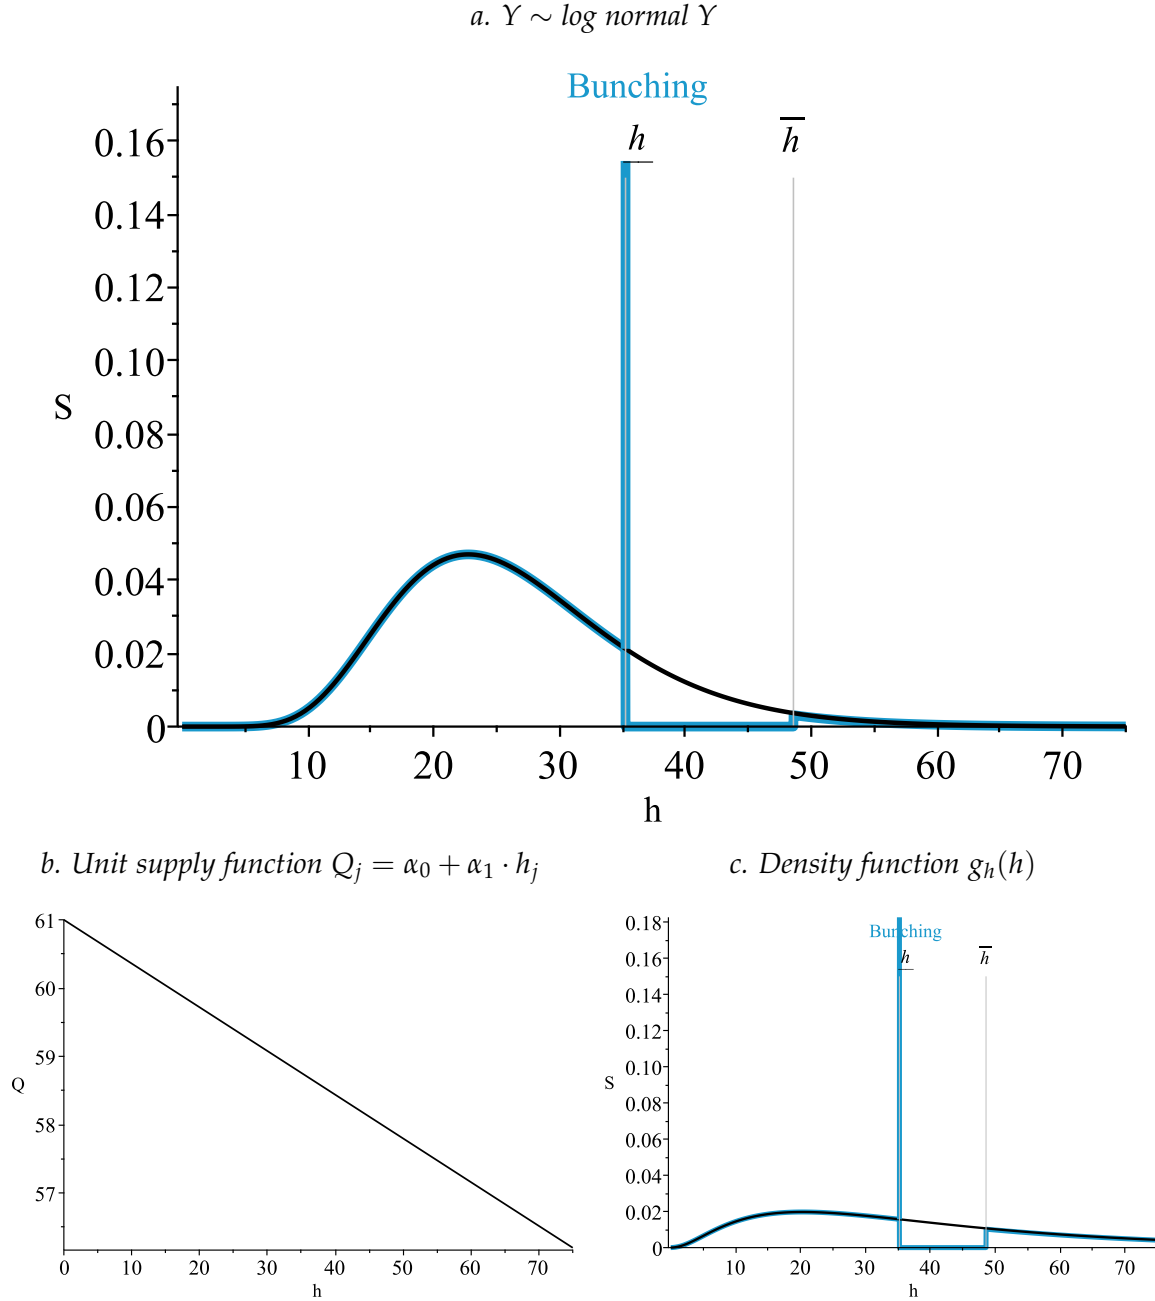 a. Y ∼ log normal Y
Bunching
h
h̅
0.16
0.14
0.12
0.10
0.08
0.06
0.04
0.02
0
S
10 20 30 40 50 60 70
h
b. Unit supply function Qⱼ = α₀ + α₁ · hⱼ
61
60
59
58
57
Q
0 10 20 30 40 50 60 70
h
c. Density function gₕ(h)
Bunching
h
h̅
0.18
0.16
0.14
0.12
0.10
0.08
0.06
0.04
0.02
0
S
10 20 30 40 50 60 70
h